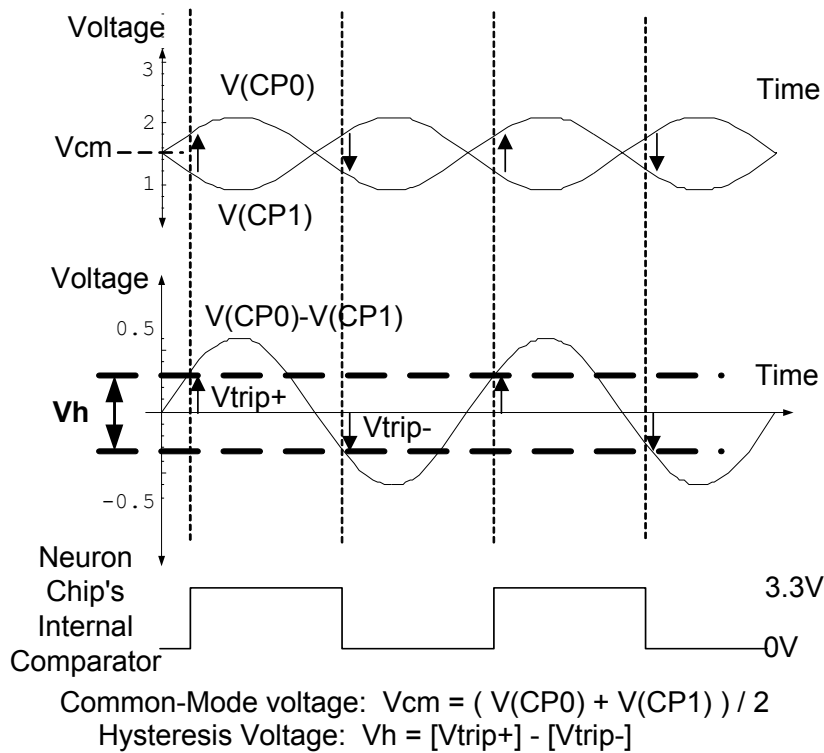 Voltage
3
V(CP0)
Time
2
Vcm
1
V(CP1)
Voltage
0.5
V(CP0)-V(CP1)
Time
Vh
Vtrip+
Vtrip-
-0.5
Neuron
Chip's
Internal
Comparator
3.3V
0V
Common-Mode voltage: Vcm = ( V(CP0) + V(CP1) ) / 2
Hysteresis Voltage: Vh = [Vtrip+] - [Vtrip-]